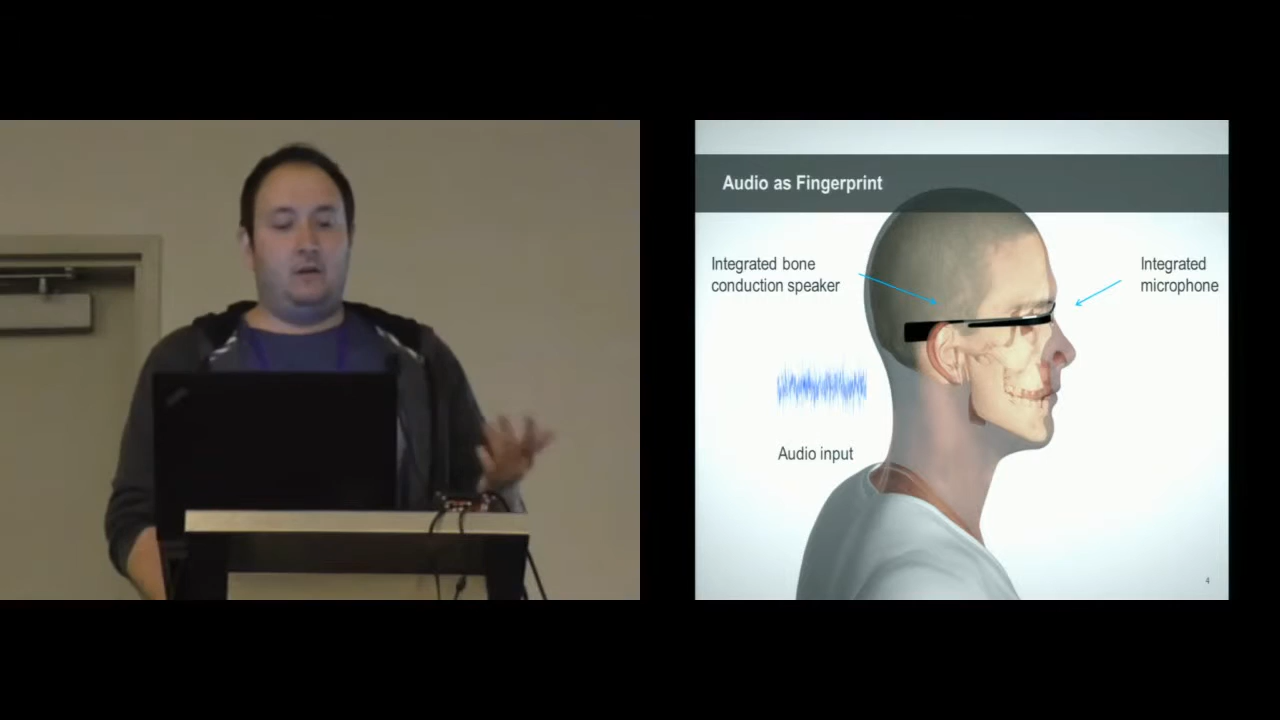 Audio as Fingerprint
Integrated bone
conduction speaker
Integrated
microphone
Audio input
4